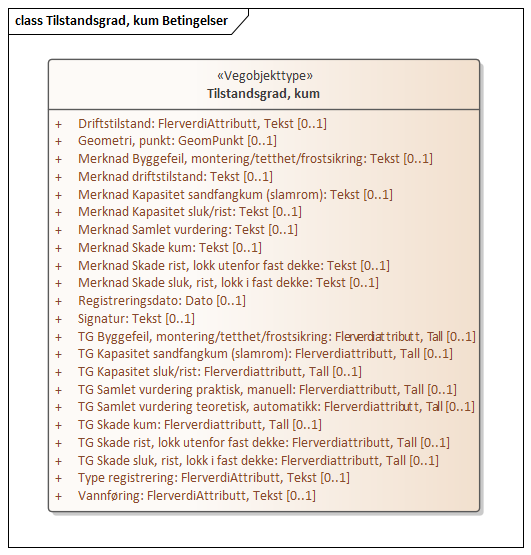 class Tilstandsgrad, kum Betingelser
«Vegobjekttype»
Tilstandsgrad, kum
+ Driftstilstand: FlerverdiAttributt, Tekst [0..1]
+ Geometri, punkt: GeomPunkt [0..1]
+ Merknad Byggefeil, montering/tetthet/frostsikring: Tekst [0..1]
+ Merknad driftstilstand: Tekst [0..1]
+ Merknad Kapasitet sandfangkum (slamrom): Tekst [0..1]
+ Merknad Kapasitet sluk/rist: Tekst [0..1]
+ Merknad Samlet vurdering: Tekst [0..1]
+ Merknad Skade kum: Tekst [0..1]
+ Merknad Skade rist, lokk utenfor fast dekke: Tekst [0..1]
+ Merknad Skade sluk, rist, lokk i fast dekke: Tekst [0..1]
+ Registreringsdato: Dato [0..1]
+ Signatur: Tekst [0..1]
+ TG Byggefeil, montering/tetthet/frostsikring: Flerverdiattributt, Tall [0..1]
+ TG Kapasitet sandfangkum (slamrom): Flerverdiattributt, Tall [0..1]
+ TG Kapasitet sluk/rist: Flerverdiattributt, Tall [0..1]
+ TG Samlet vurdering praktisk, manuell: Flerverdiattributt, Tall [0..1]
+ TG Samlet vurdering teoretisk, automatikk: Flerverdiattributt, Tall [0..1]
+ TG Skade kum: Flerverdiattributt, Tall [0..1]
+ TG Skade rist, lokk utenfor fast dekke: Flerverdiattributt, Tall [0..1]
+ TG Skade sluk, rist, lokk i fast dekke: Flerverdiattributt, Tall [0..1]
+ Type registrering: FlerverdiAttributt, Tekst [0..1]
+ Vannføring: FlerverdiAttributt, Tekst [0..1]